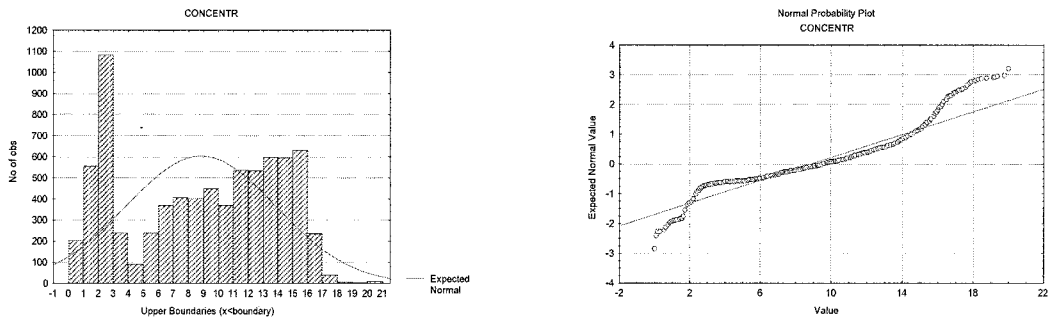 CONCENTR
No of obs
1200
1100
1000
900
800
700
600
500
400
300
200
100
0
-1 0 1 2 3 4 5 6 7 8 9 10 11 12 13 14 15 16 17 18 19 20 21
Upper Boundaries (x<boundary)
Expected
Normal
Normal Probability Plot
CONCENTR
Expected Normal Value
4
3
2
1
0
-1
-2
-3
-4
-2 2 6 10 14 18 22
Value